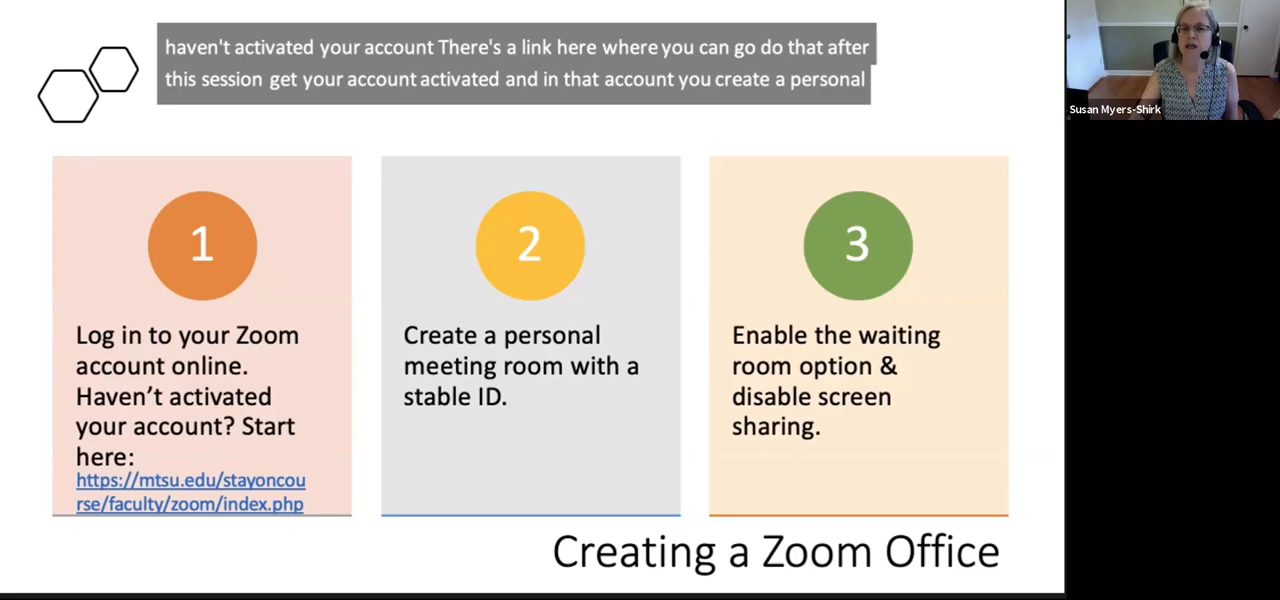 haven't activated your account There's a link here where you can go do that after
this session get your account activated and in that account you create a personal
Susan Myers-Shirk
1
Log in to your Zoom
account online.
Haven’t activated
your account? Start
here:
https://mtsu.edu/stayoncou
rse/faculty/zoom/index.php
2
Create a personal
meeting room with a
stable ID.
3
Enable the waiting
room option &
disable screen
sharing.
Creating a Zoom Office